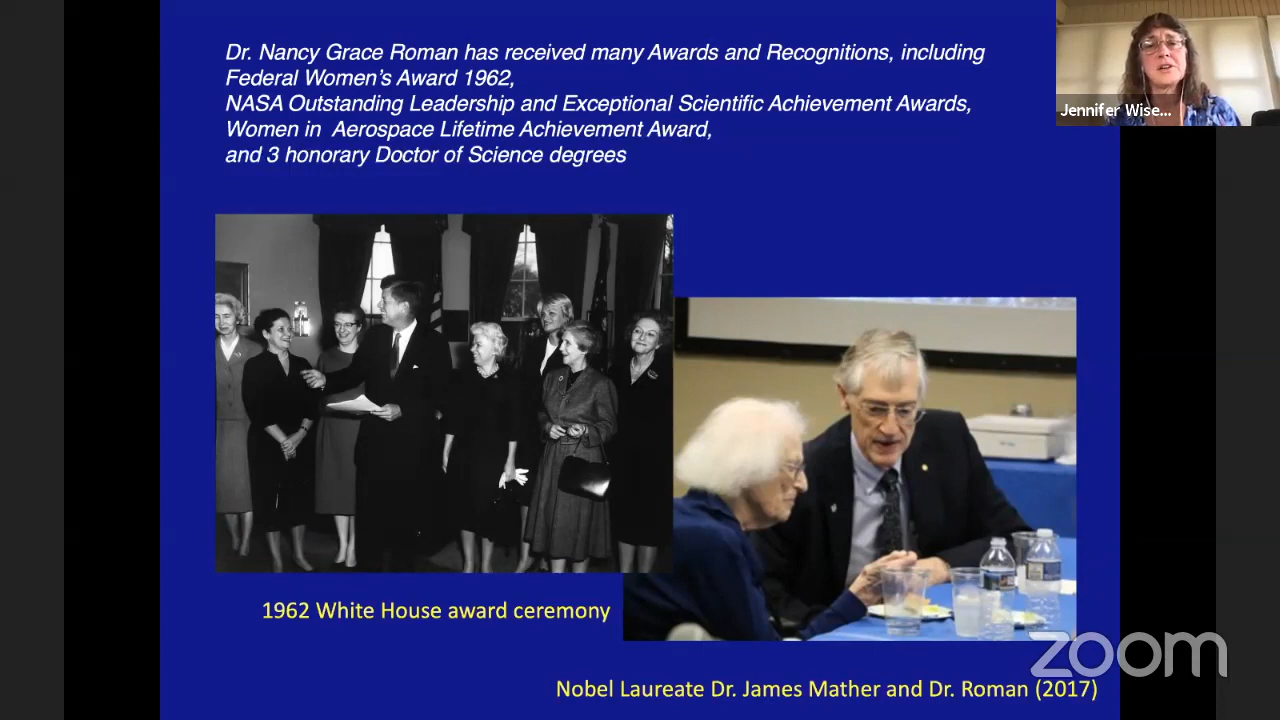 Dr. Nancy Grace Roman has received many Awards and Recognitions, including
Federal Women's Award 1962,
NASA Outstanding Leadership and Exceptional Scientific Achievement Awards,
Women in Aerospace Lifetime Achievement Award,
and 3 honorary Doctor of Science degrees
Jennifer Wise...
1962 White House award ceremony
zoom
Nobel Laureate Dr. James Mather and Dr. Roman (2017)